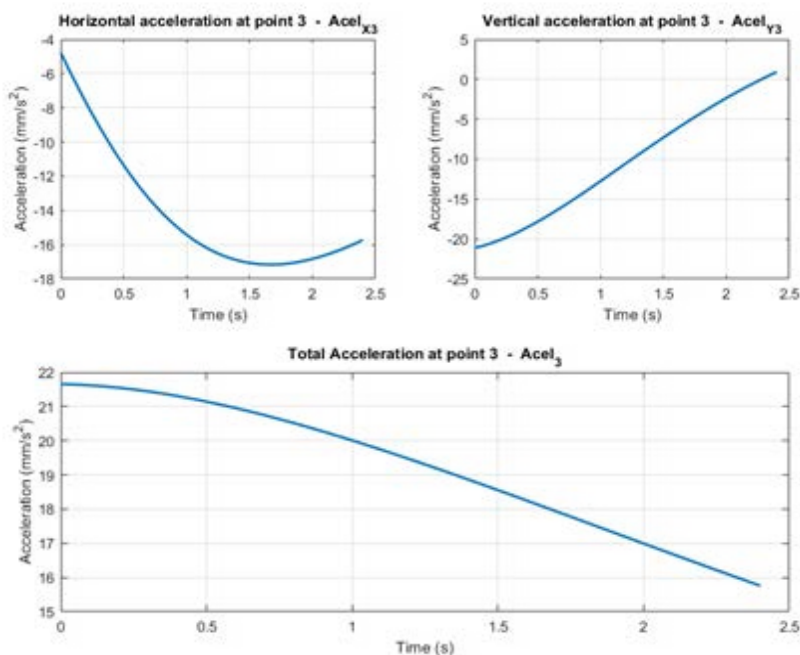 Horizontal acceleration at point 3 - Acel_X3
Acceleration (mm/s²)
-4
-6
-8
-10
-12
-14
-16
-18
0 0.5 1 1.5 2 2.5
Time (s)
Vertical acceleration at point 3 - Acel_Y3
Acceleration (mm/s²)
5
0
-5
-10
-15
-20
-25
0 0.5 1 1.5 2 2.5
Time (s)
Total Acceleration at point 3 - Acel_3
Acceleration (mm/s²)
22
21
20
19
18
17
16
15
0 0.5 1 1.5 2 2.5
Time (s)